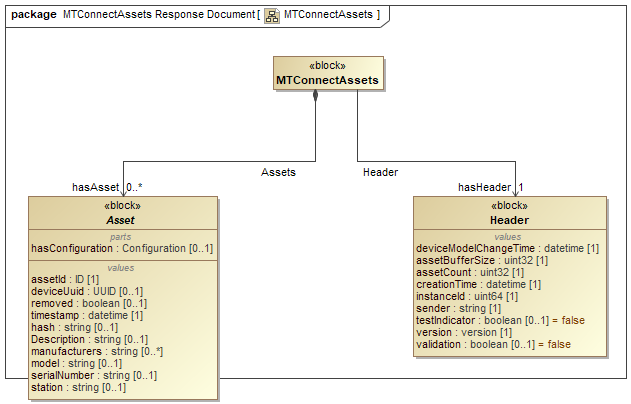 package MTConnectAssets Response Document [ MTConnectAssets ]
«block»
MTConnectAssets
Assets
Header
hasAsset 0..*
hasHeader 1
«block»
Asset
parts
hasConfiguration : Configuration [0..1]
values
assetId : ID [1]
deviceUuid : UUID [0..1]
removed : boolean [0..1]
timestamp : datetime [1]
hash : string [0..1]
Description : string [0..1]
manufacturers : string [0..*]
model : string [0..1]
serialNumber : string [0..1]
station : string [0..1]
«block»
Header
values
deviceModelChangeTime : datetime [1]
assetBufferSize : uint32 [1]
assetCount : uint32 [1]
creationTime : datetime [1]
instanceId : uint64 [1]
sender : string [1]
testIndicator : boolean [0..1] = false
version : version [1]
validation : boolean [0..1] = false